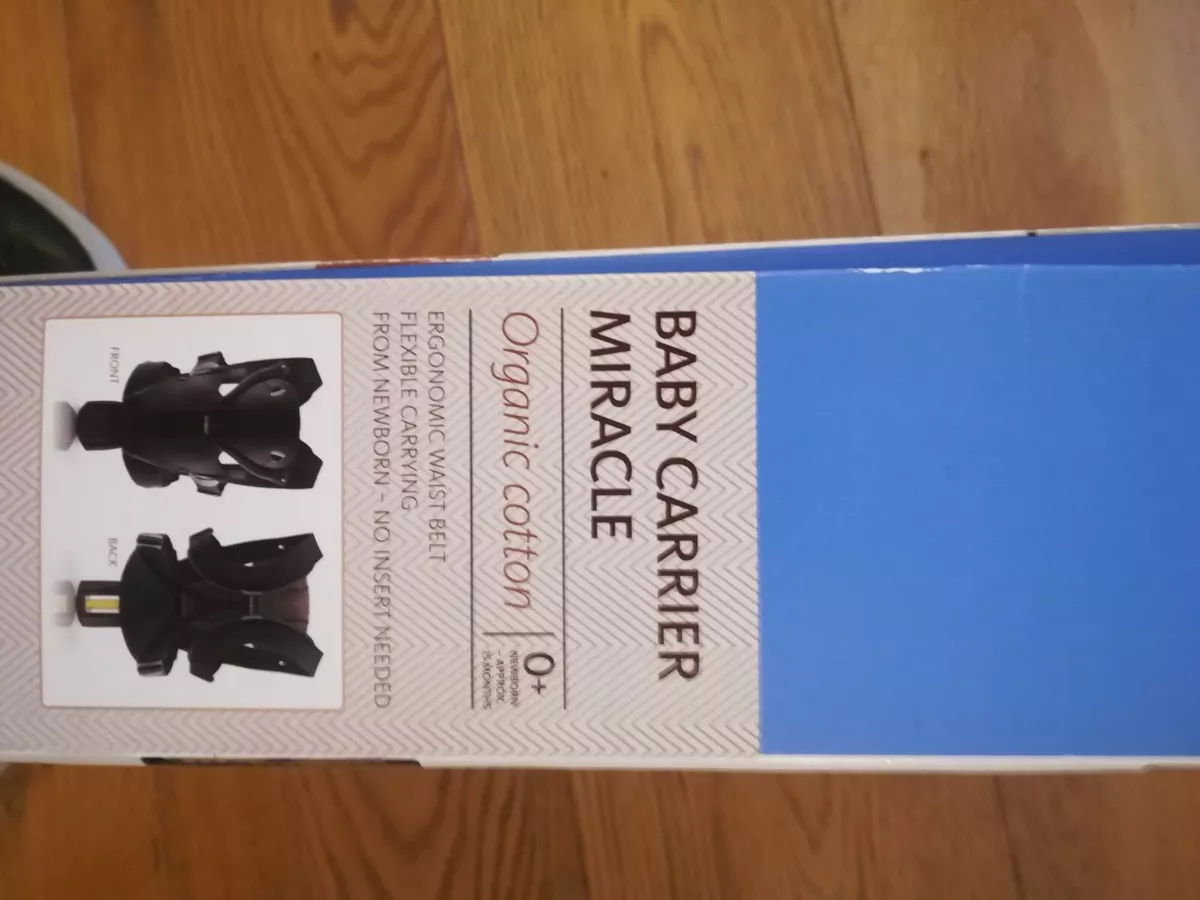 BABY CARRIER
MIRACLE
Organic cotton
0+
NEWBORN
- APPROX.
15 MONTHS
ERGONOMIC WAIST BELT
FLEXIBLE CARRYING
FROM NEWBORN - NO INSERT NEEDED
FRONT
BACK